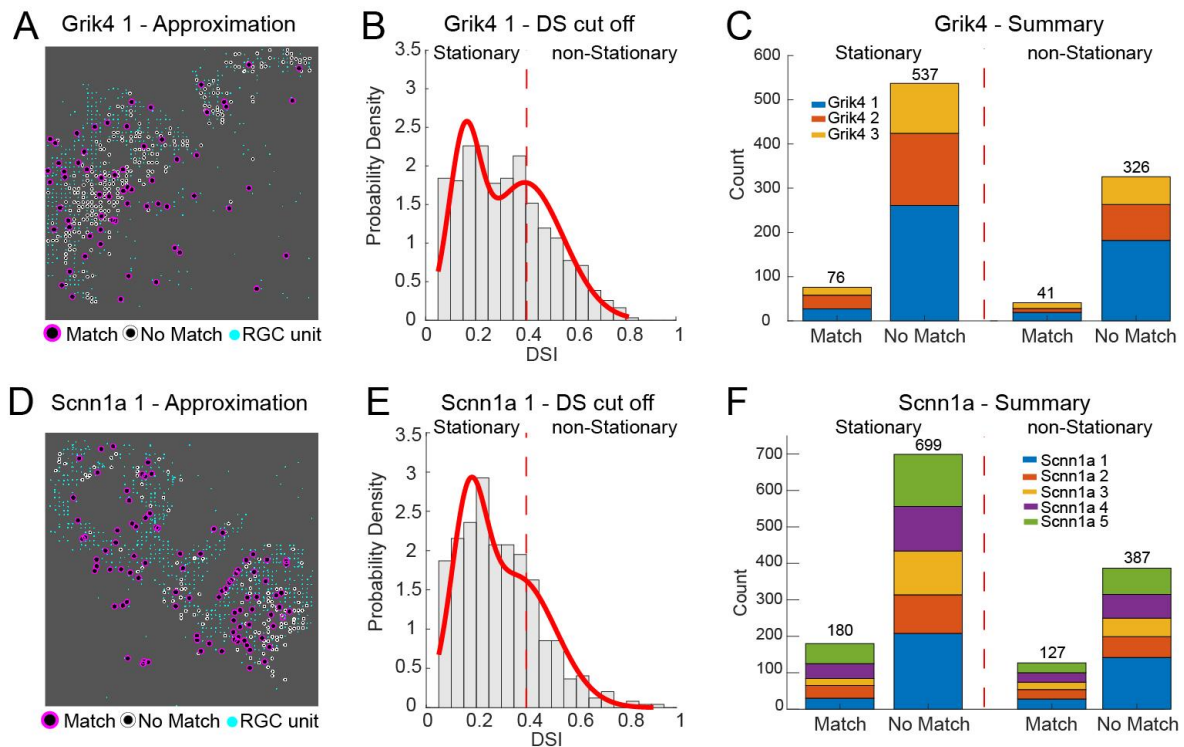 A Grik4 1 - Approximation
Match No Match RGC unit
B Grik4 1 - DS cut off
Stationary non-Stationary
Probability Density
3.5
3
2.5
2
1.5
1
0.5
0
0 0.2 0.4 0.6 0.8 1
DSI
C Grik4 - Summary
Stationary non-Stationary
Count
600
500
400
300
200
100
0
Grik4 1
Grik4 2
Grik4 3
76
537
41
326
Match No Match Match No Match
D Scnn1a 1 - Approximation
Match No Match RGC unit
E Scnn1a 1 - DS cut off
Stationary non-Stationary
Probability Density
3.5
3
2.5
2
1.5
1
0.5
0
0 0.2 0.4 0.6 0.8 1
DSI
F Scnn1a - Summary
Stationary non-Stationary
Count
700
600
500
400
300
200
100
0
Scnn1a 1
Scnn1a 2
Scnn1a 3
Scnn1a 4
Scnn1a 5
180
699
127
387
Match No Match Match No Match